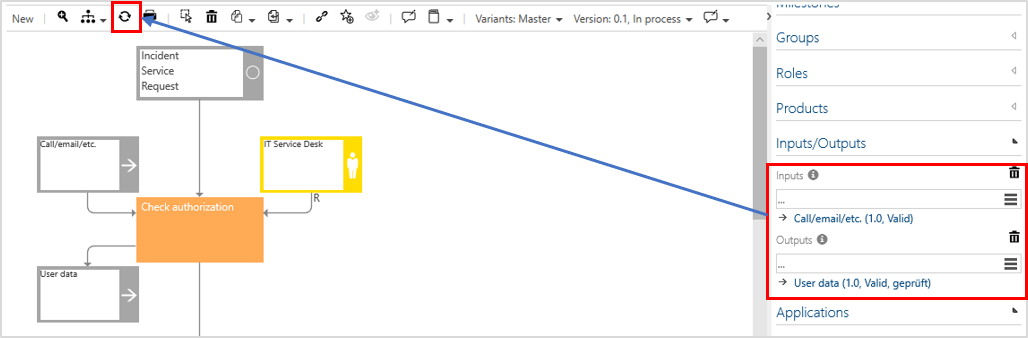 New
Variants: Master
Version: 0.1, In process
Incident
Service
Request
Call/email/etc.
IT Service Desk
R
Check authorization
User data
Milestones
Groups
Roles
Products
Inputs/Outputs
Inputs
...
Call/email/etc. (1.0, Valid)
Outputs
...
User data (1.0, Valid, geprüft)
Applications